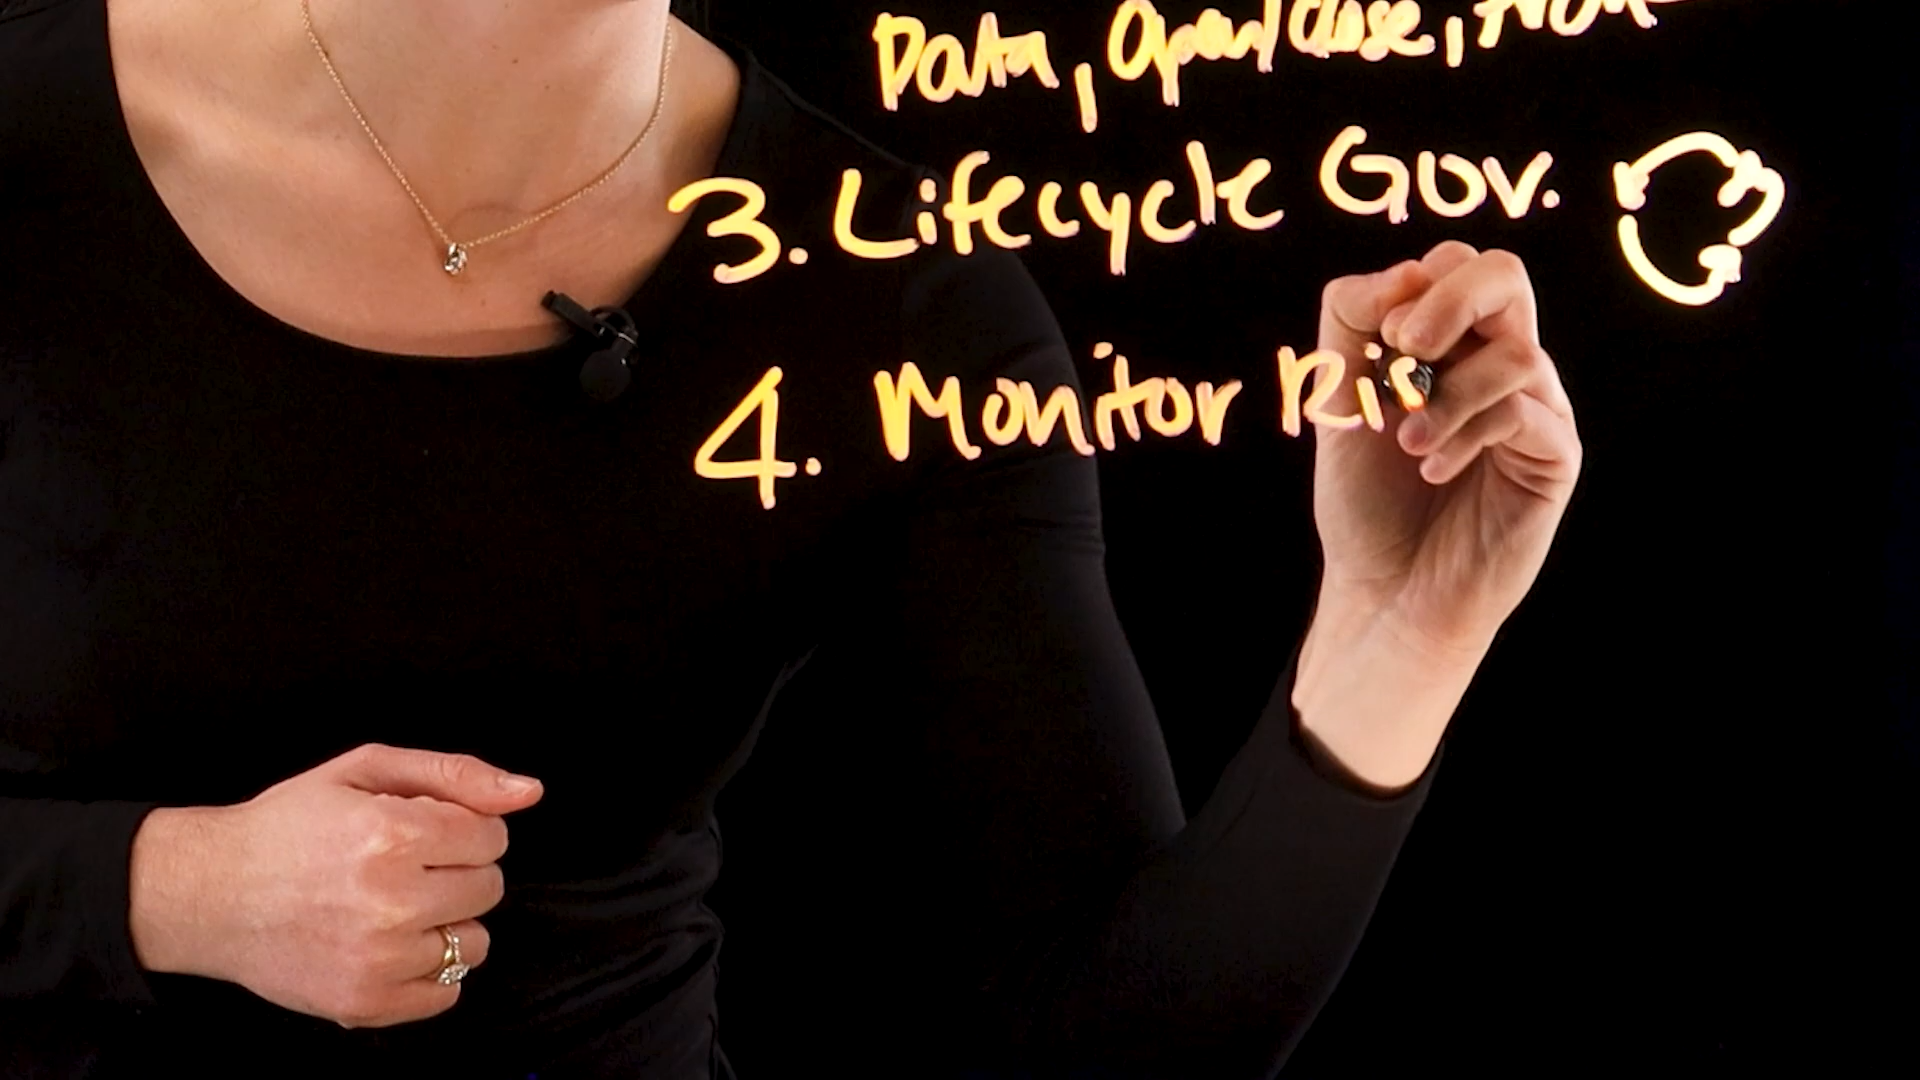 Data, Open/Close,
3. Lifecycle Gov.
4. Monitor Ris